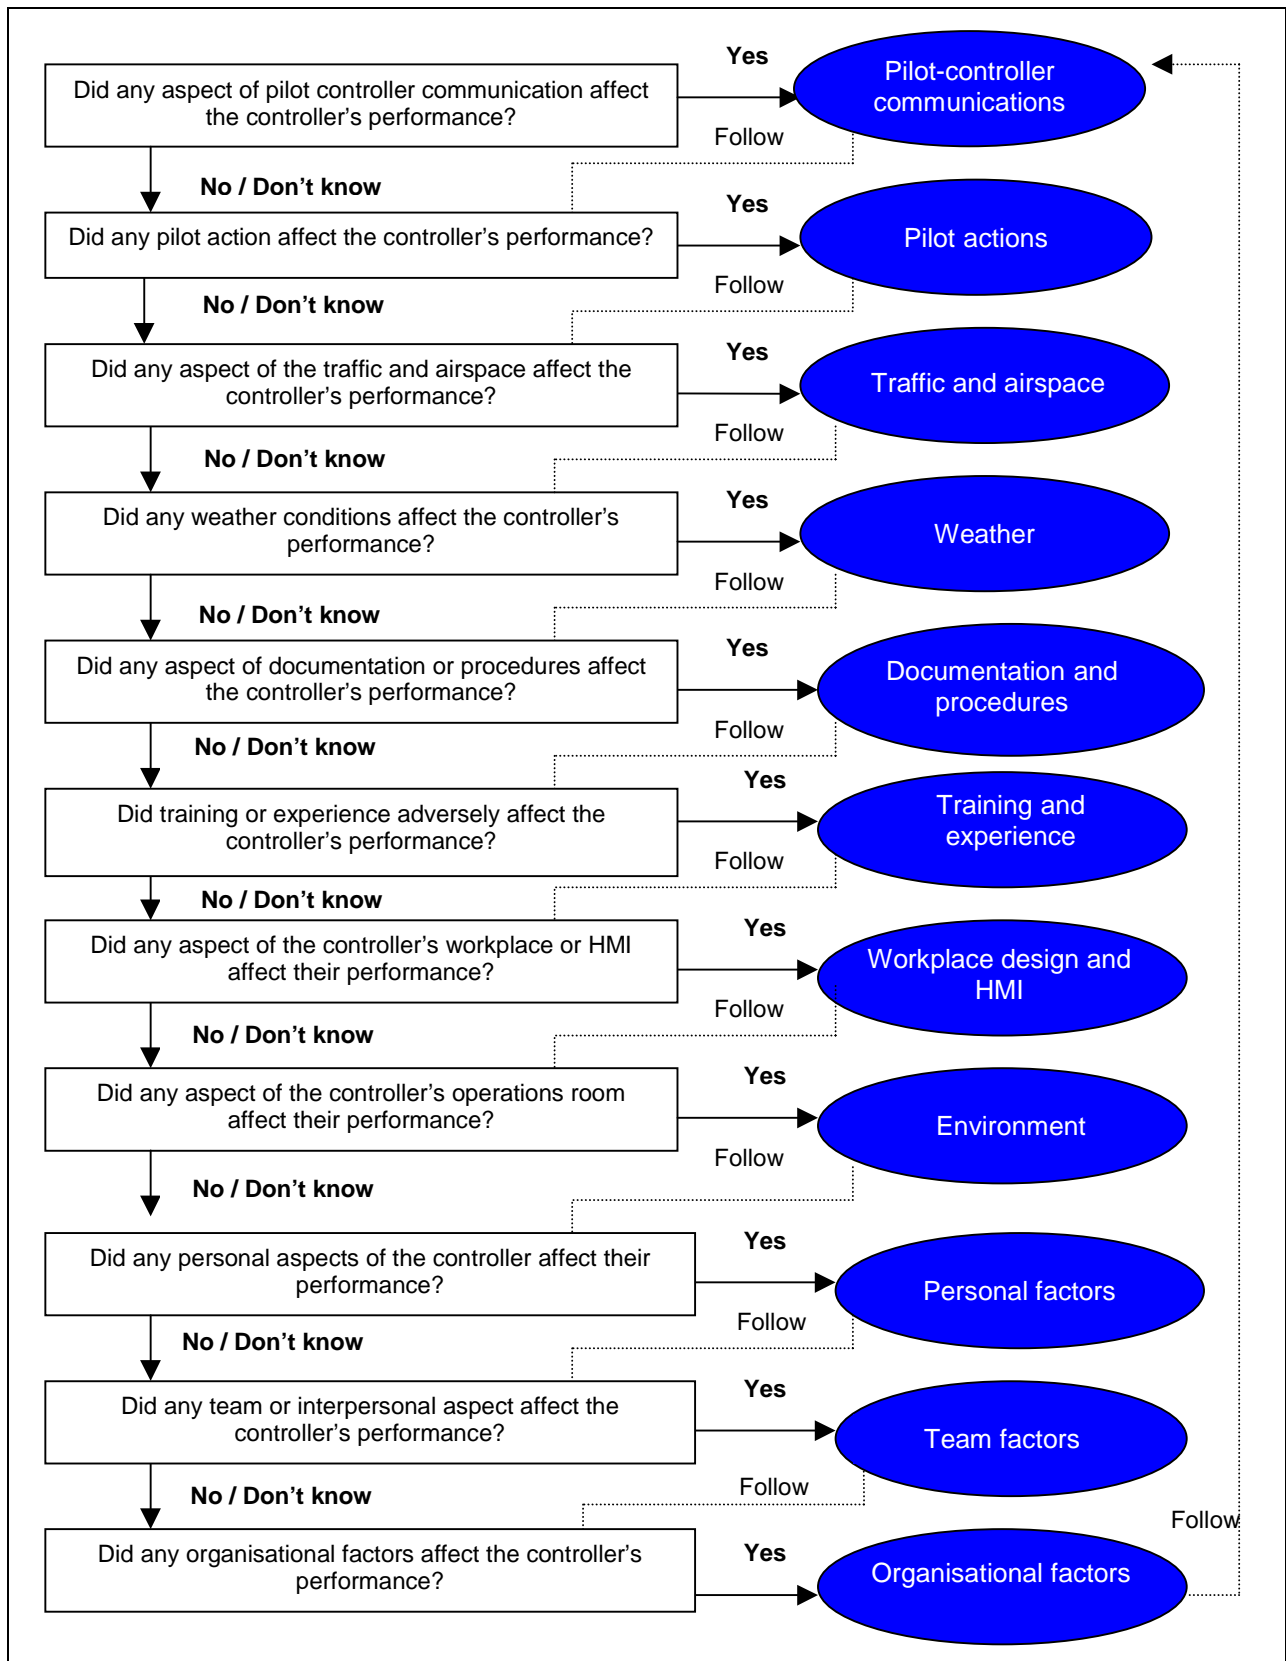 Yes
Pilot-controller
communications
Did any aspect of pilot controller communication affect
the controller's performance?
Follow
No / Don't know
Yes
Did any pilot action affect the controller's performance?
Pilot actions
Follow
No / Don't know
Yes
Did any aspect of the traffic and airspace affect the
controller's performance?
Traffic and airspace
Follow
No / Don't know
Yes
Did any weather conditions affect the controller's
performance?
Weather
Follow
No / Don't know
Yes
Did any aspect of documentation or procedures affect
the controller's performance?
Documentation and
procedures
Follow
No / Don't know
Yes
Did training or experience adversely affect the
controller's performance?
Training and
experience
Follow
No / Don't know
Yes
Did any aspect of the controller's workplace or HMI
affect their performance?
Workplace design and
HMI
Follow
No / Don't know
Yes
Did any aspect of the controller's operations room
affect their performance?
Environment
Follow
No / Don't know
Yes
Did any personal aspects of the controller affect their
performance?
Personal factors
Follow
No / Don't know
Yes
Did any team or interpersonal aspect affect the
controller's performance?
Team factors
Follow
No / Don't know
Follow
Yes
Did any organisational factors affect the controller's
performance?
Organisational factors